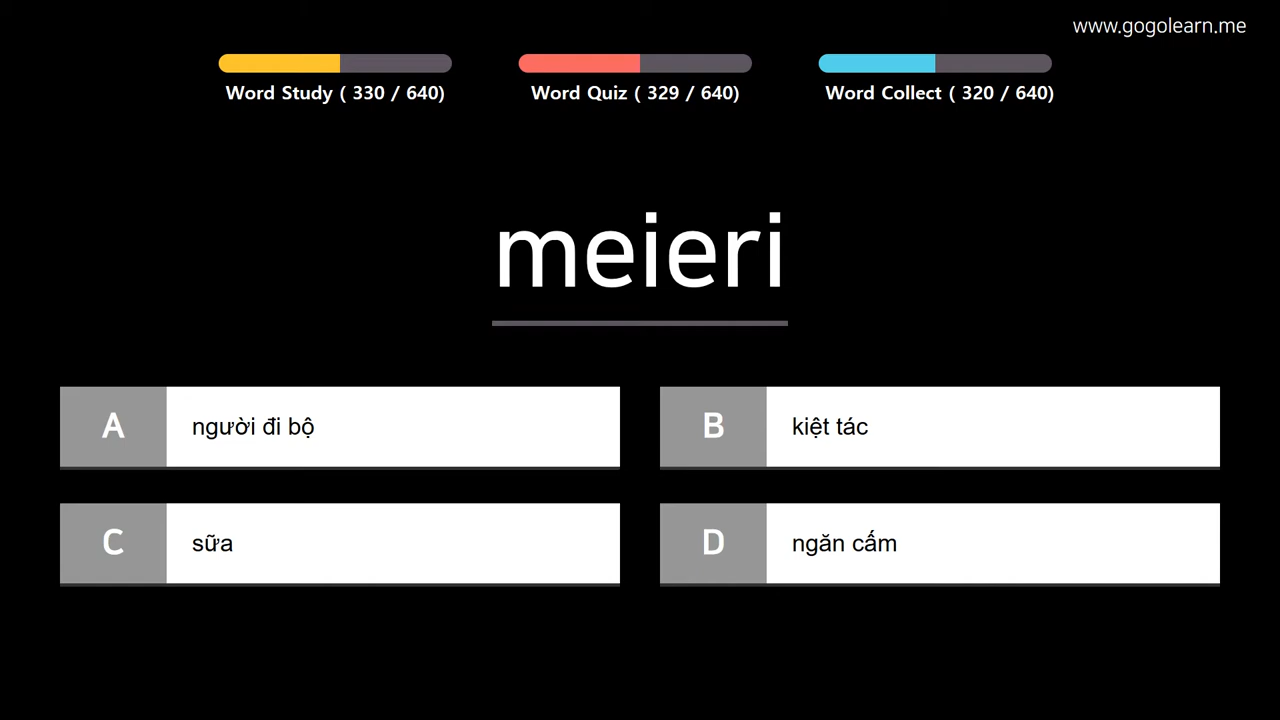 www.gogolearn.me
Word Study ( 330 / 640)
Word Quiz ( 329 / 640)
Word Collect ( 320 / 640)
meieri
A người đi bộ
B kiệt tác
C sữa
D ngăn cấm